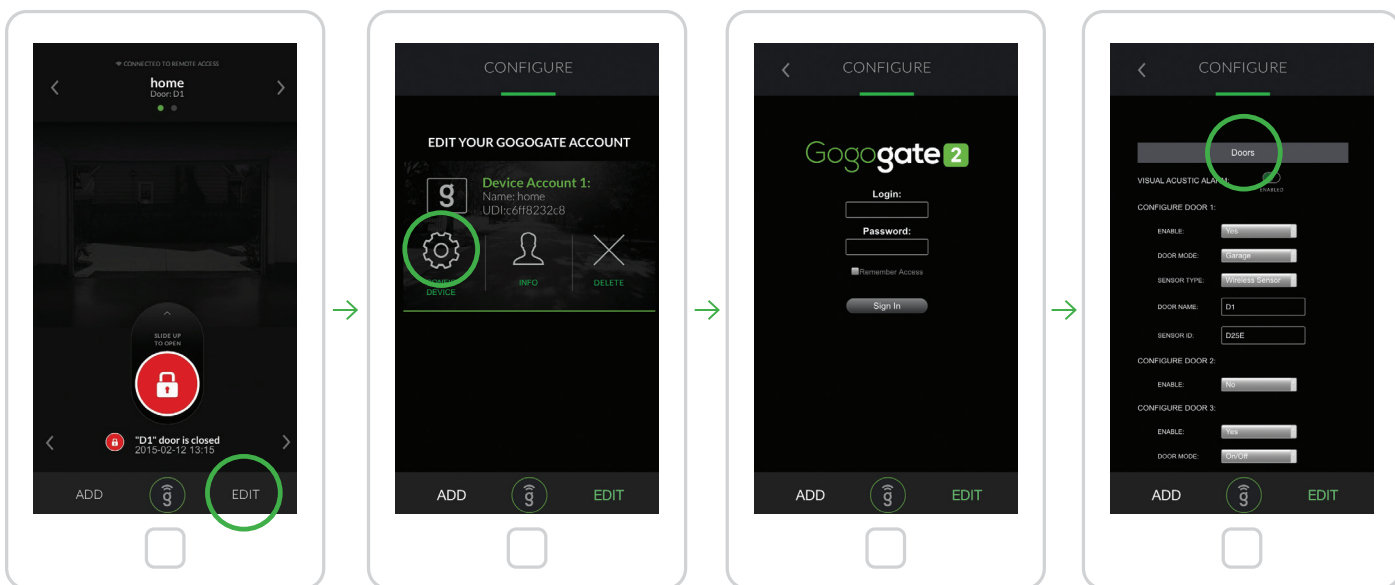 CONNECTED TO REMOTE ACCESS
home
Door: D1
SLIDE UP
TO OPEN
"D1" door is closed
2015-02-12 13:15
ADD
g
EDIT
CONFIGURE
EDIT YOUR GOGOGATE ACCOUNT
g
Device Account 1:
Name: home
UDI:c6ff8232c8
CONFIG
DEVICE
INFO
DELETE
ADD
g
EDIT
CONFIGURE
Gogogate 2
Login:
Password:
Remember Access
Sign In
ADD
g
EDIT
CONFIGURE
Doors
VISUAL ACUSTIC ALARM:
ENABLED
CONFIGURE DOOR 1:
ENABLE: Yes
DOOR MODE: Garage
SENSOR TYPE: Wireless Sensor
DOOR NAME: D1
SENSOR ID: D25E
CONFIGURE DOOR 2:
ENABLE: No
CONFIGURE DOOR 3:
ENABLE: Yes
DOOR MODE: On/Off
ADD
g
EDIT